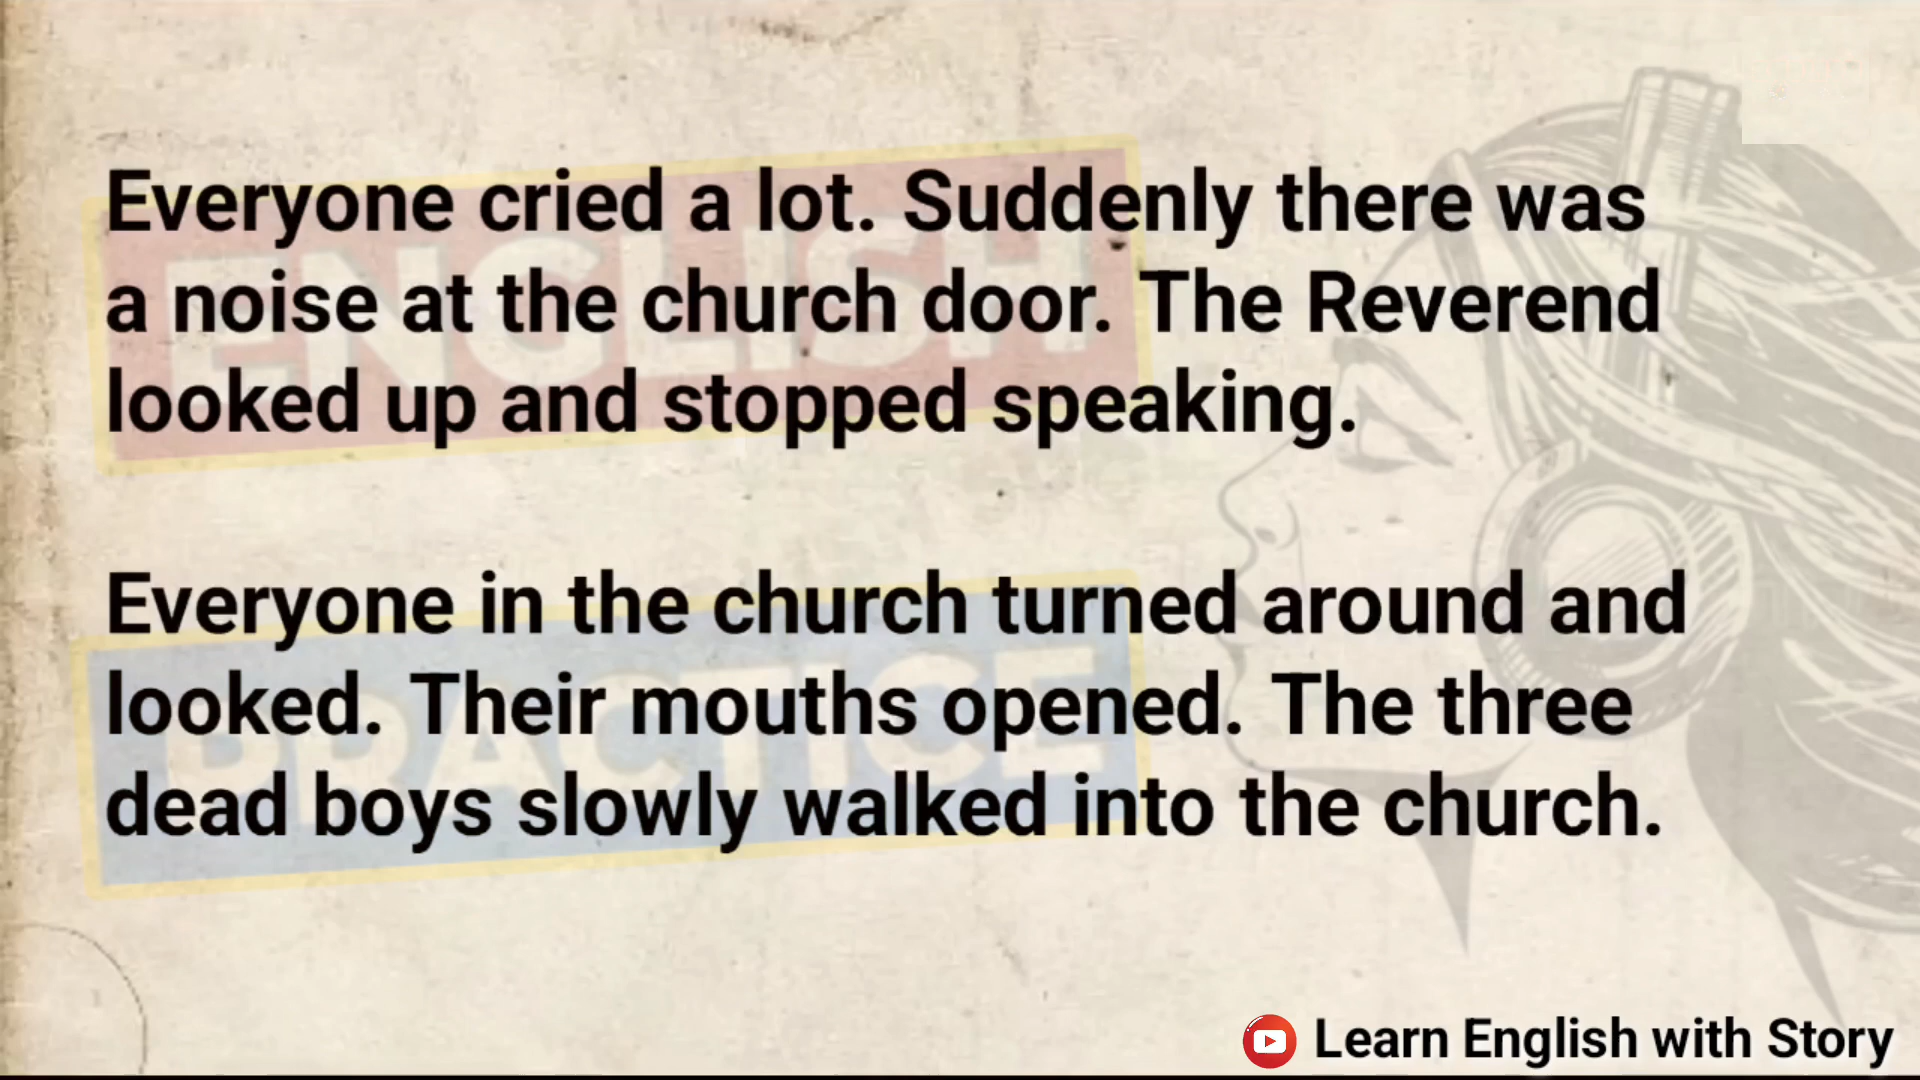 Everyone cried a lot. Suddenly there was
a noise at the church door. The Reverend
looked up and stopped speaking.
Everyone in the church turned around and
looked. Their mouths opened. The three
dead boys slowly walked into the church.
ENGLISH
PRACTICE
Learn English with Story